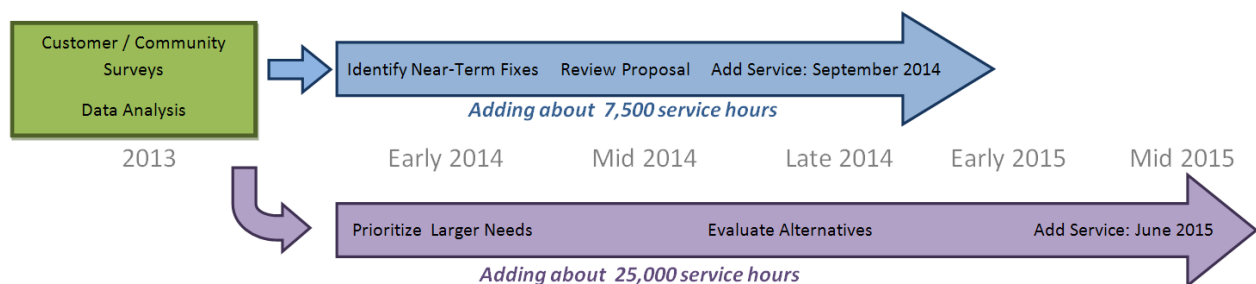 Customer / Community
Surveys
Data Analysis
Identify Near-Term Fixes Review Proposal Add Service: September 2014
Adding about 7,500 service hours
2013 Early 2014 Mid 2014 Late 2014 Early 2015 Mid 2015
Prioritize Larger Needs Evaluate Alternatives Add Service: June 2015
Adding about 25,000 service hours